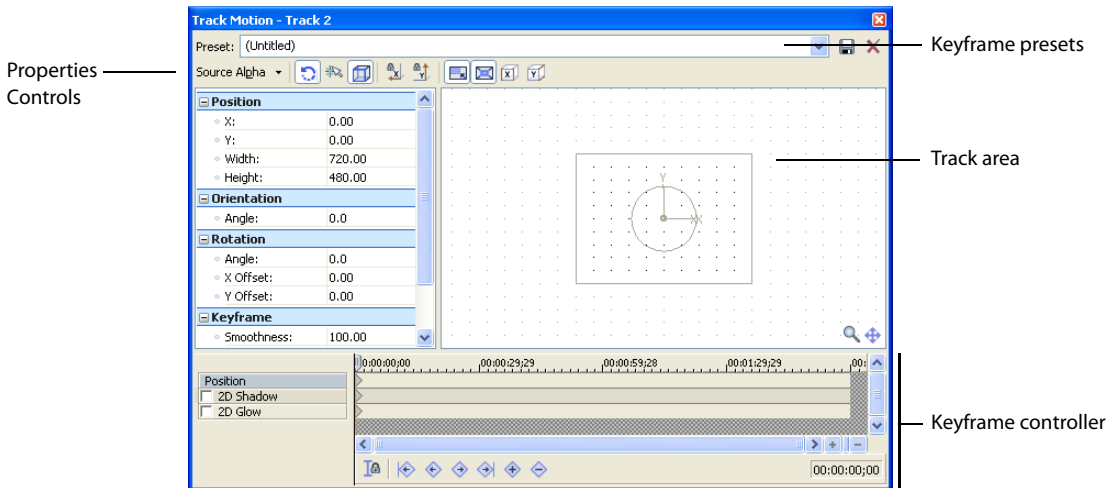 Track Motion - Track 2
Preset: (Untitled)
Keyframe presets
Properties
Controls
Source Alpha
Position
X: 0.00
Y: 0.00
Width: 720.00
Height: 480.00
Orientation
Angle: 0.0
Rotation
Angle: 0.0
X Offset: 0.00
Y Offset: 0.00
Keyframe
Smoothness: 100.00
Y
X
Track area
0:00:00;00 00:00:29;29 00:00:59;28 00:01:29;29 00:
Position
2D Shadow
2D Glow
Keyframe controller
00:00:00;00